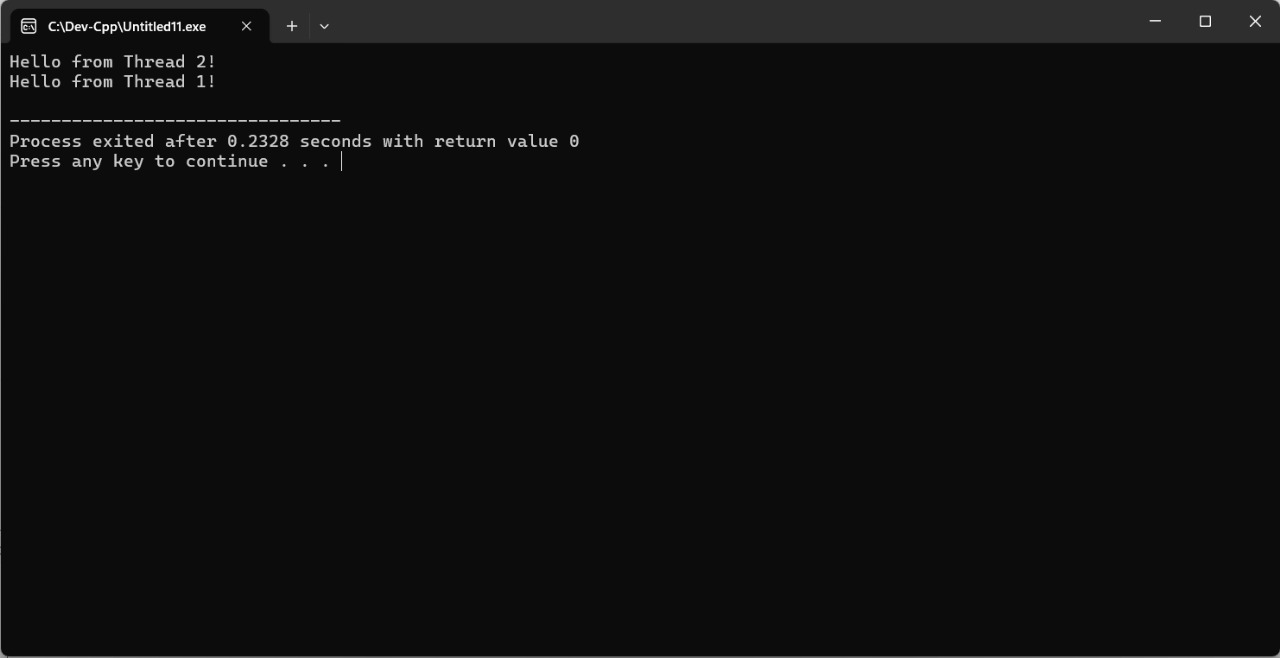 C:\Dev-Cpp\Untitled11.exe
Hello from Thread 2!
Hello from Thread 1!
--------------------------------
Process exited after 0.2328 seconds with return value 0
Press any key to continue . . .